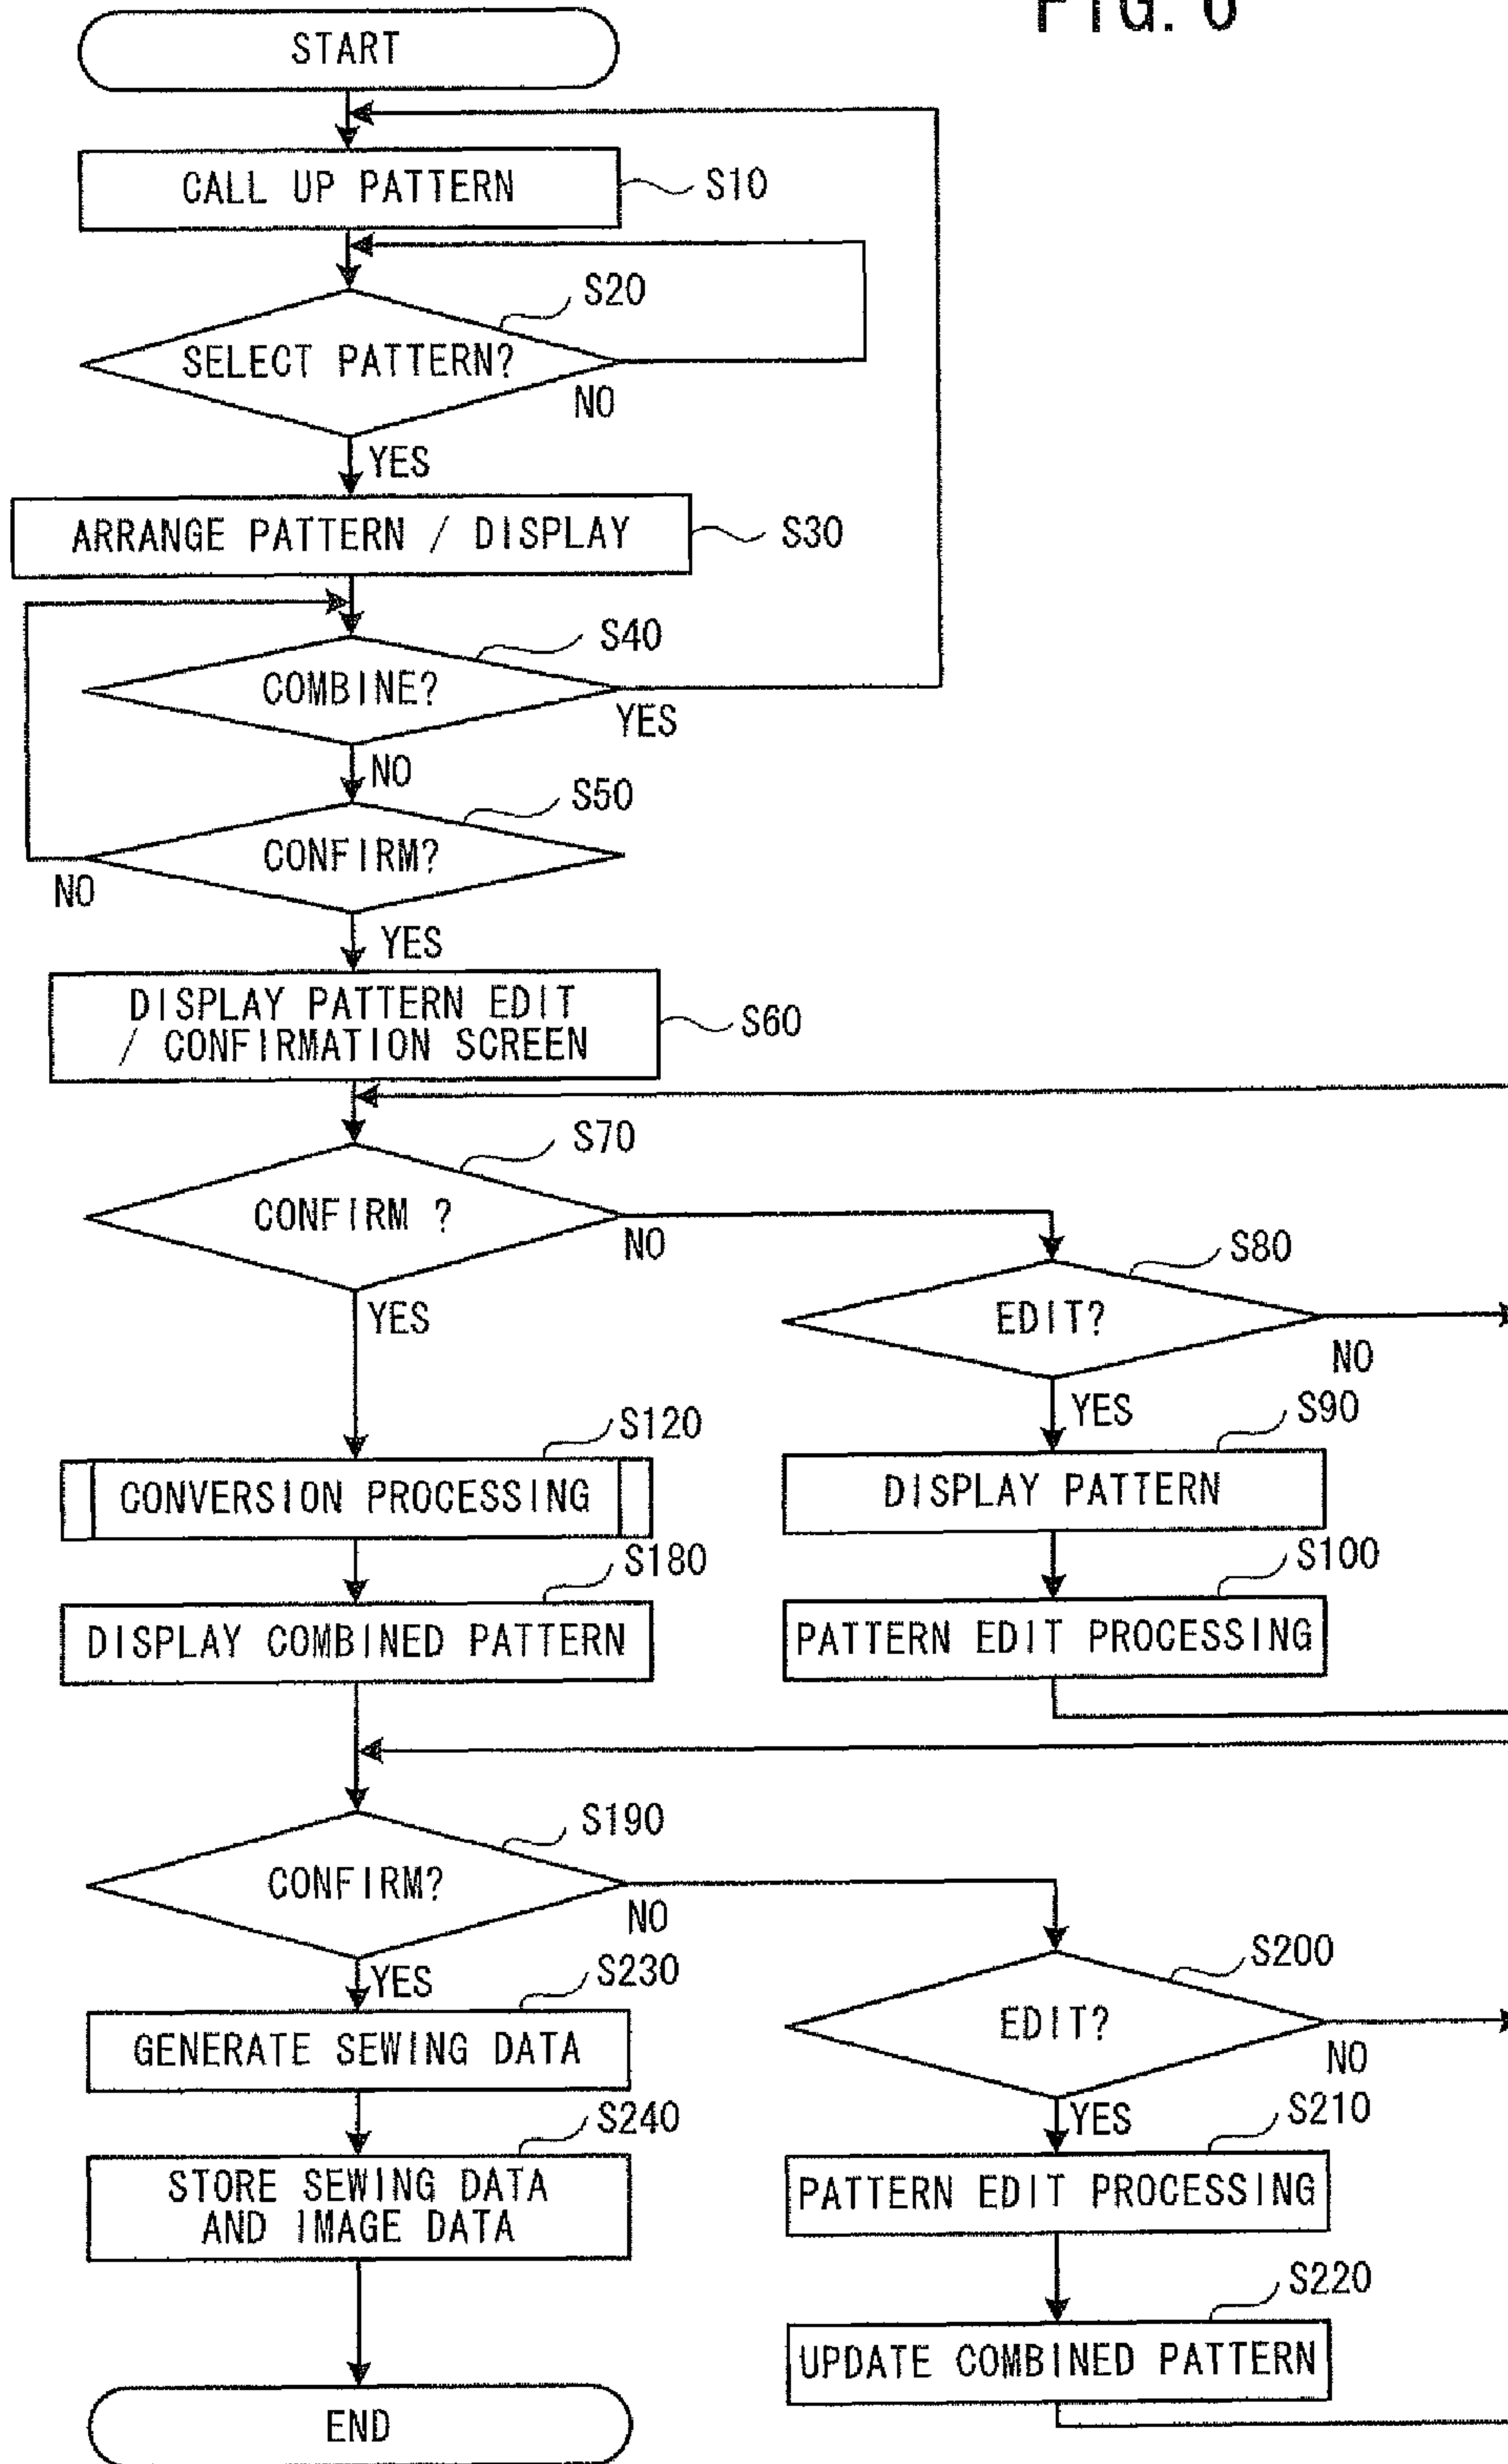 FIG. 6
START
CALL UP PATTERN
S10
S20
SELECT PATTERN?
NO
YES
ARRANGE PATTERN / DISPLAY
S30
S40
COMBINE?
YES
NO
S50
CONFIRM?
NO
YES
DISPLAY PATTERN EDIT
/ CONFIRMATION SCREEN
S60
S70
CONFIRM ?
NO
YES
S80
EDIT?
NO
YES
S90
DISPLAY PATTERN
S100
PATTERN EDIT PROCESSING
S120
CONVERSION PROCESSING
S180
DISPLAY COMBINED PATTERN
S190
CONFIRM?
NO
YES
S200
EDIT?
NO
YES
S210
PATTERN EDIT PROCESSING
S220
UPDATE COMBINED PATTERN
S230
GENERATE SEWING DATA
S240
STORE SEWING DATA
AND IMAGE DATA
END